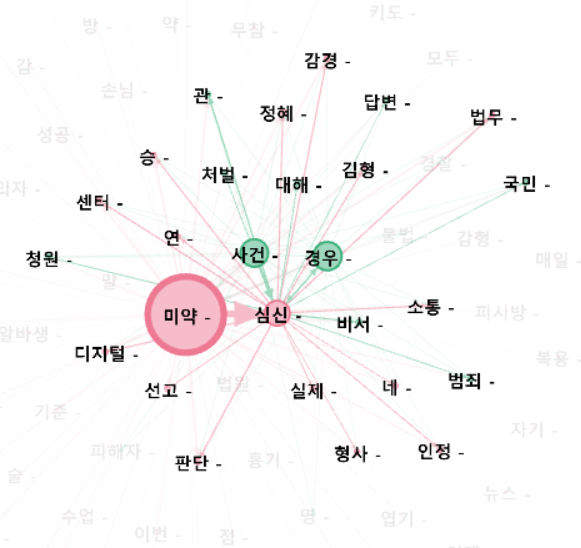 키도 -
방 -
약 -
무참 -
감경 -
모두 -
감 -
손님 -
관 -
정혜 -
답변 -
법무 -
성공 -
승 -
처벌 -
대해 -
김형 -
경찰 -
국민 -
의자 -
센터 -
연 -
불법 -
감형 -
청원 -
사건 -
경우 -
매일 -
말 -
미약 -
심신 -
비서 -
소통 -
피시방 -
알바생 -
디지털 -
복용 -
선고 -
법원 -
실제 -
네 -
범죄 -
기준 -
자기 -
피해자 -
판단 -
흉기 -
형사 -
인정 -
술 -
뉴스 -
수업 -
이번 -
점 -
명 -
엽기 -